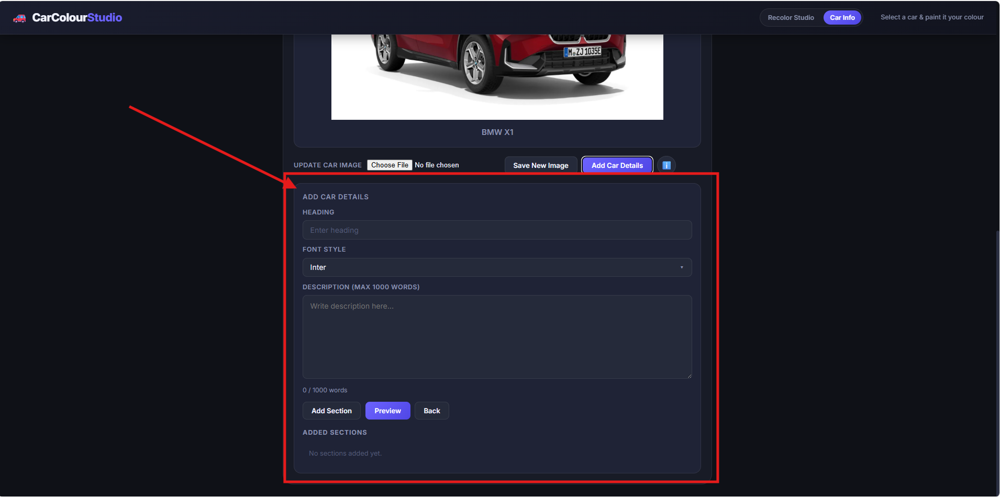 CarColourStudio
Recolor Studio
Car Info
Select a car & paint it your colour
M ZJ 1035E
BMW X1
UPDATE CAR IMAGE
Choose File No file chosen
Save New Image
Add Car Details
i
ADD CAR DETAILS
HEADING
Enter heading
FONT STYLE
Inter
DESCRIPTION (MAX 1000 WORDS)
Write description here...
0 / 1000 words
Add Section
Preview
Back
ADDED SECTIONS
No sections added yet.